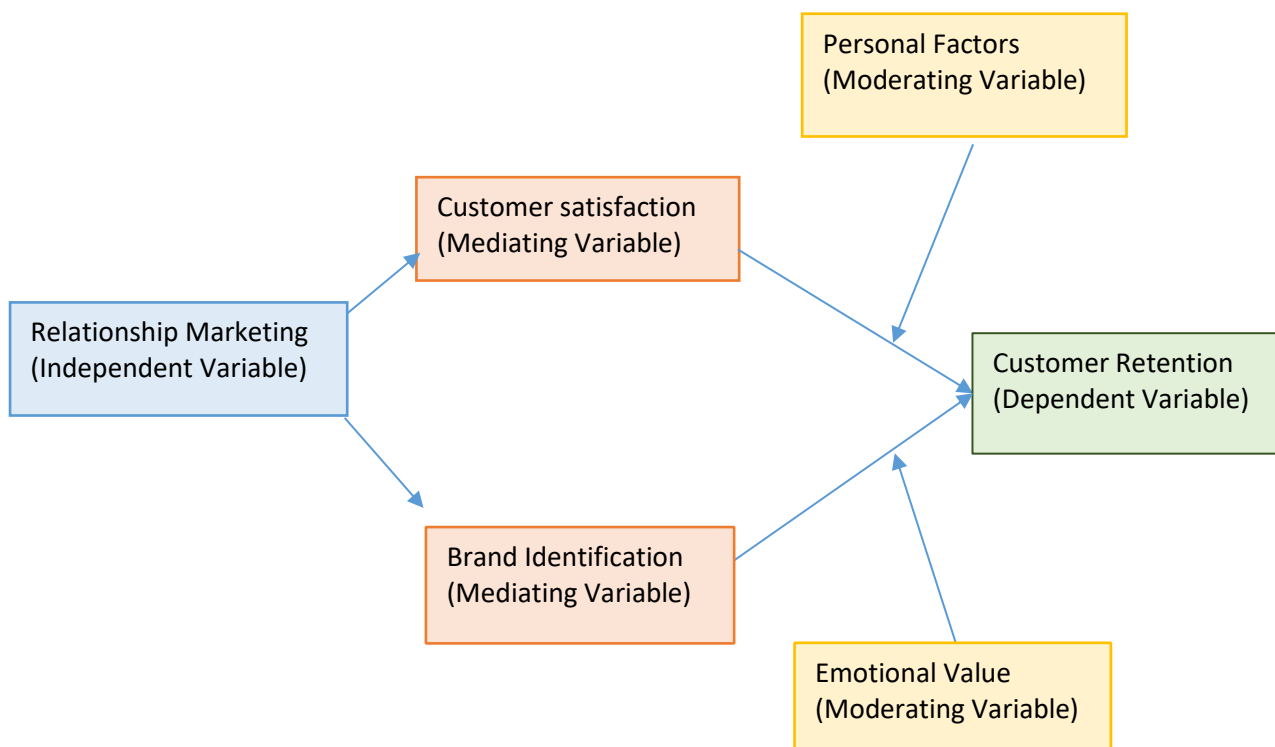 Personal Factors
(Moderating Variable)
Customer satisfaction
(Mediating Variable)
Relationship Marketing
(Independent Variable)
Customer Retention
(Dependent Variable)
Brand Identification
(Mediating Variable)
Emotional Value
(Moderating Variable)